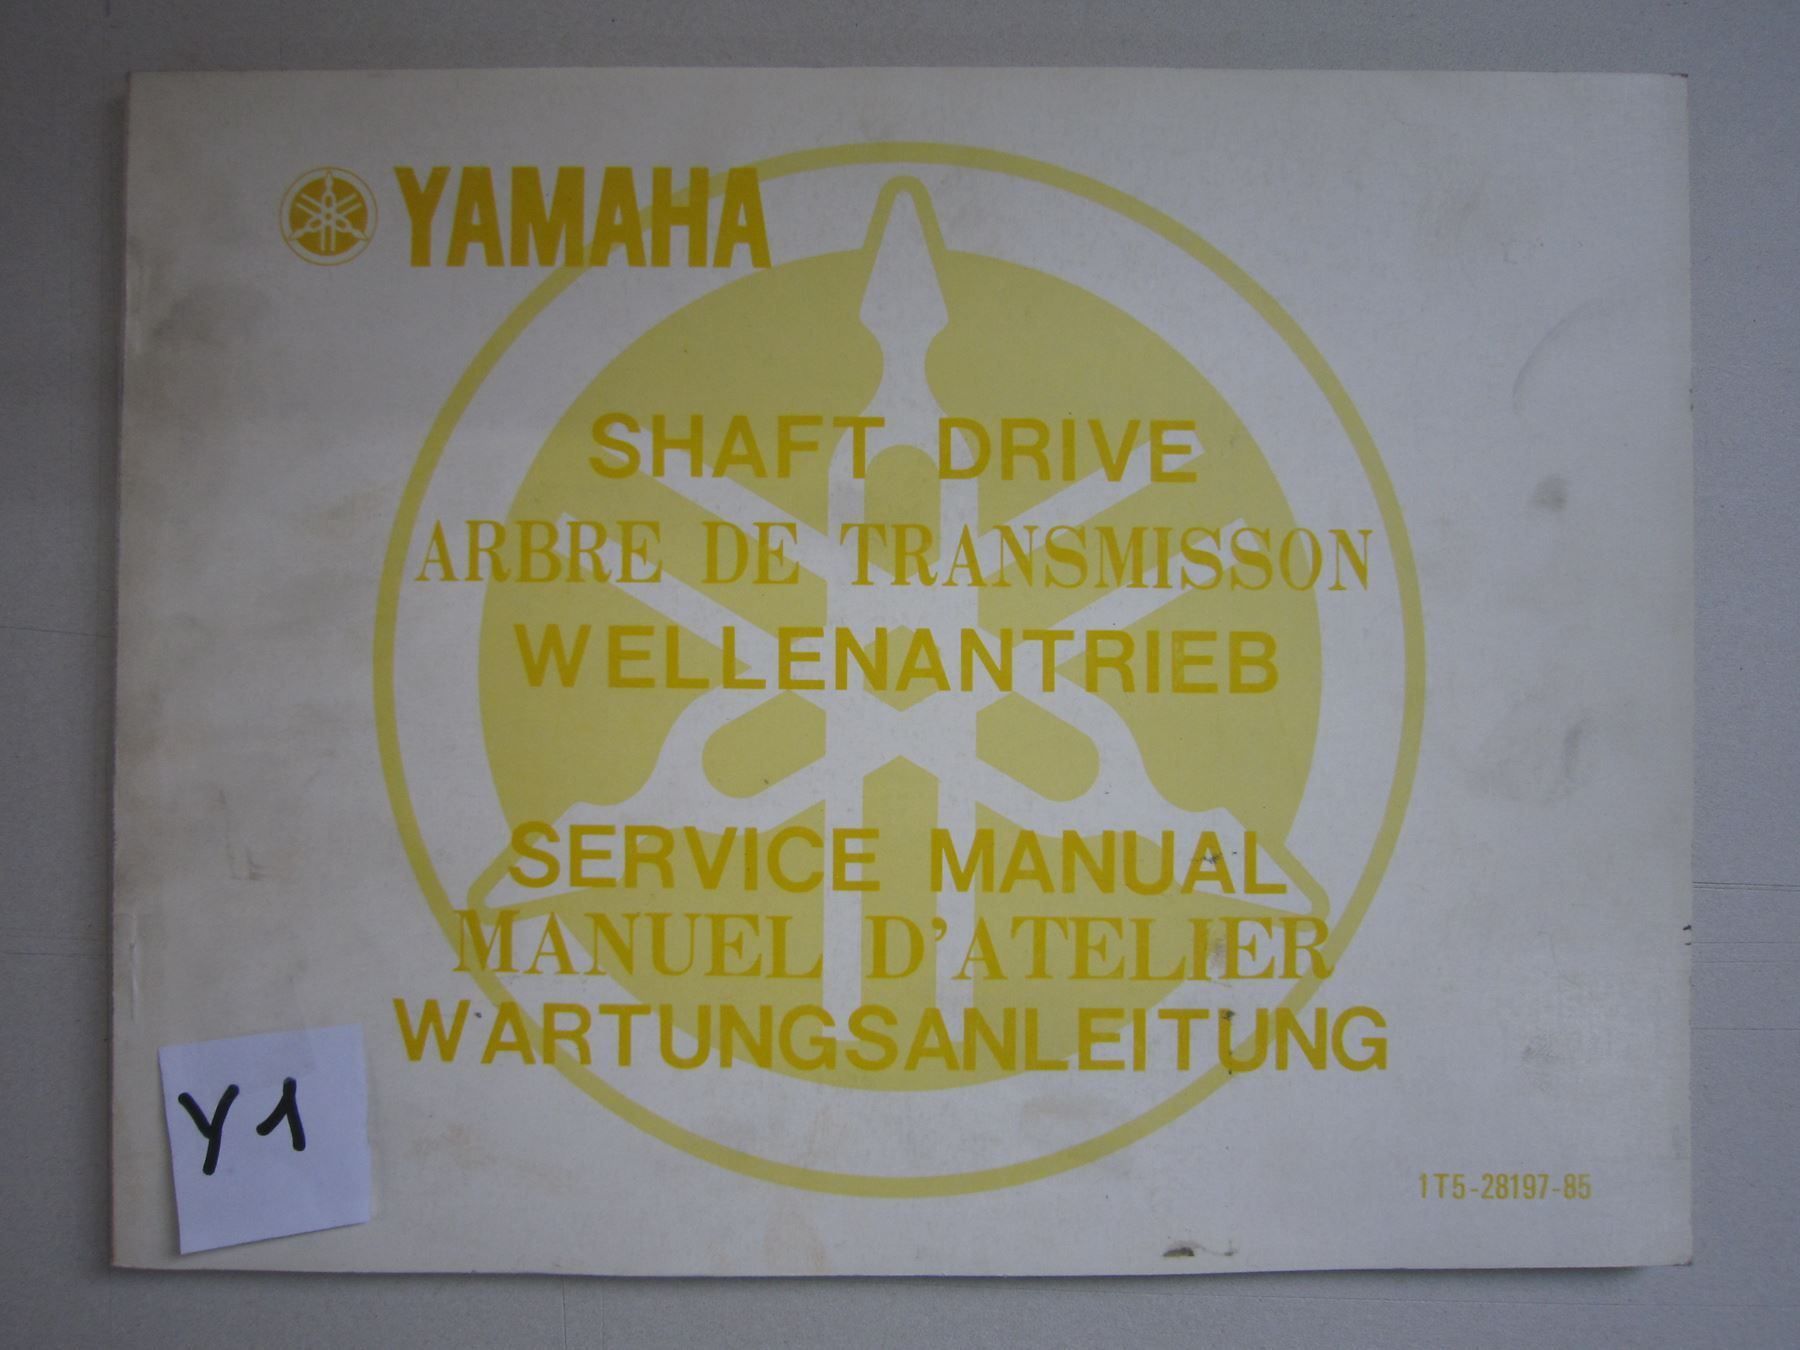 YAMAHA
SHAFT DRIVE
ARBRE DE TRANSMISSON
WELLENANTRIEB
SERVICE MANUAL
MANUEL D'ATELIER
WARTUNGSANLEITUNG
Y1
1T5-28197-85